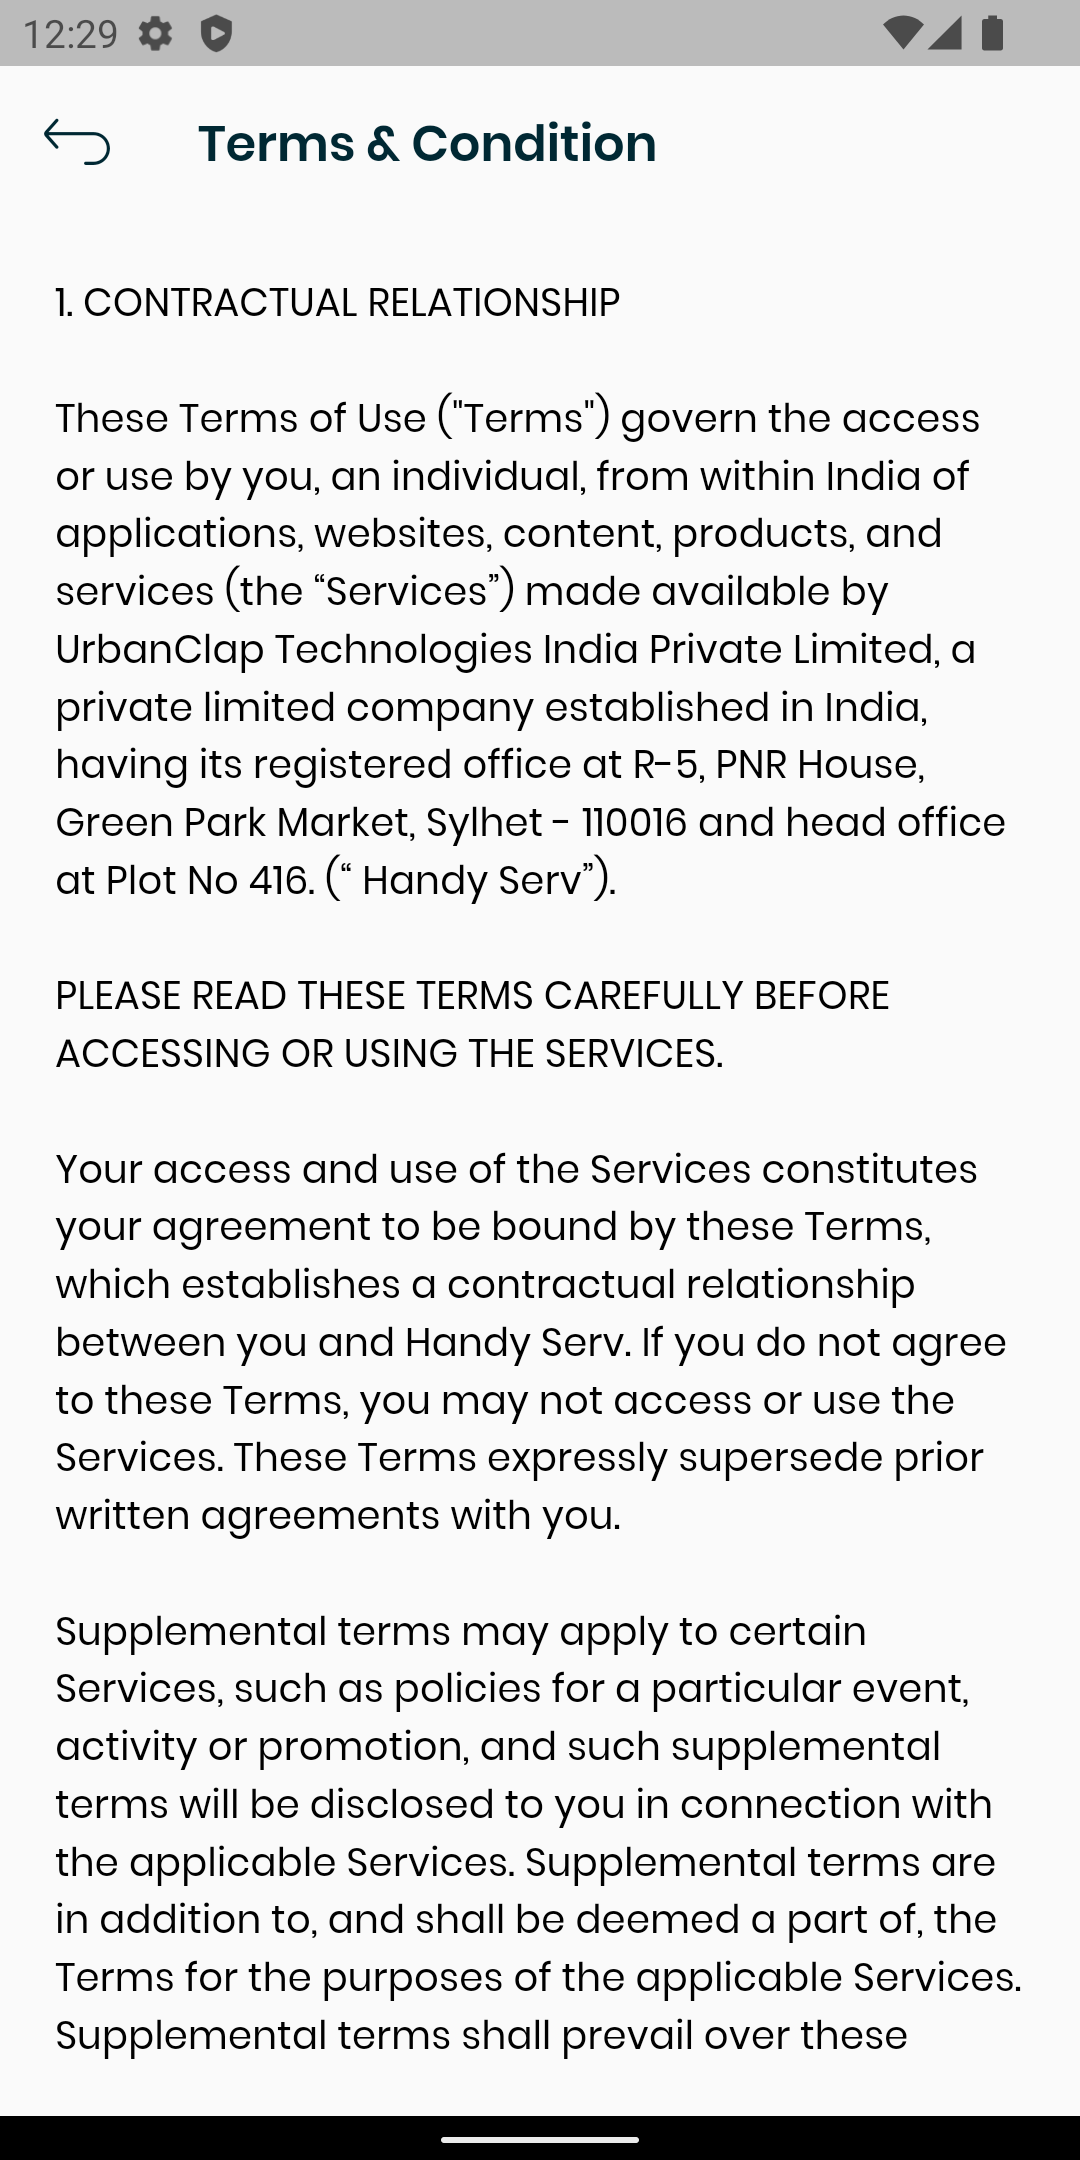 12:29
Terms & Condition
1. CONTRACTUAL RELATIONSHIP
These Terms of Use ("Terms") govern the access
or use by you, an individual, from within India of
applications, websites, content, products, and
services (the “Services”) made available by
UrbanClap Technologies India Private Limited, a
private limited company established in India,
having its registered office at R-5, PNR House,
Green Park Market, Sylhet - 110016 and head office
at Plot No 416. (“ Handy Serv”).
PLEASE READ THESE TERMS CAREFULLY BEFORE
ACCESSING OR USING THE SERVICES.
Your access and use of the Services constitutes
your agreement to be bound by these Terms,
which establishes a contractual relationship
between you and Handy Serv. If you do not agree
to these Terms, you may not access or use the
Services. These Terms expressly supersede prior
written agreements with you.
Supplemental terms may apply to certain
Services, such as policies for a particular event,
activity or promotion, and such supplemental
terms will be disclosed to you in connection with
the applicable Services. Supplemental terms are
in addition to, and shall be deemed a part of, the
Terms for the purposes of the applicable Services.
Supplemental terms shall prevail over these